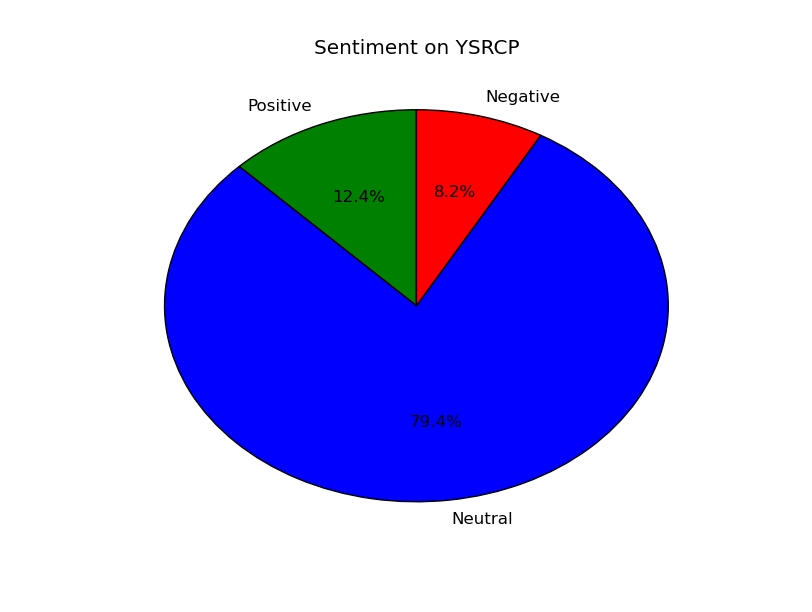 Sentiment on YSRCP
Negative
Positive
8.2%
12.4%
79.4%
Neutral